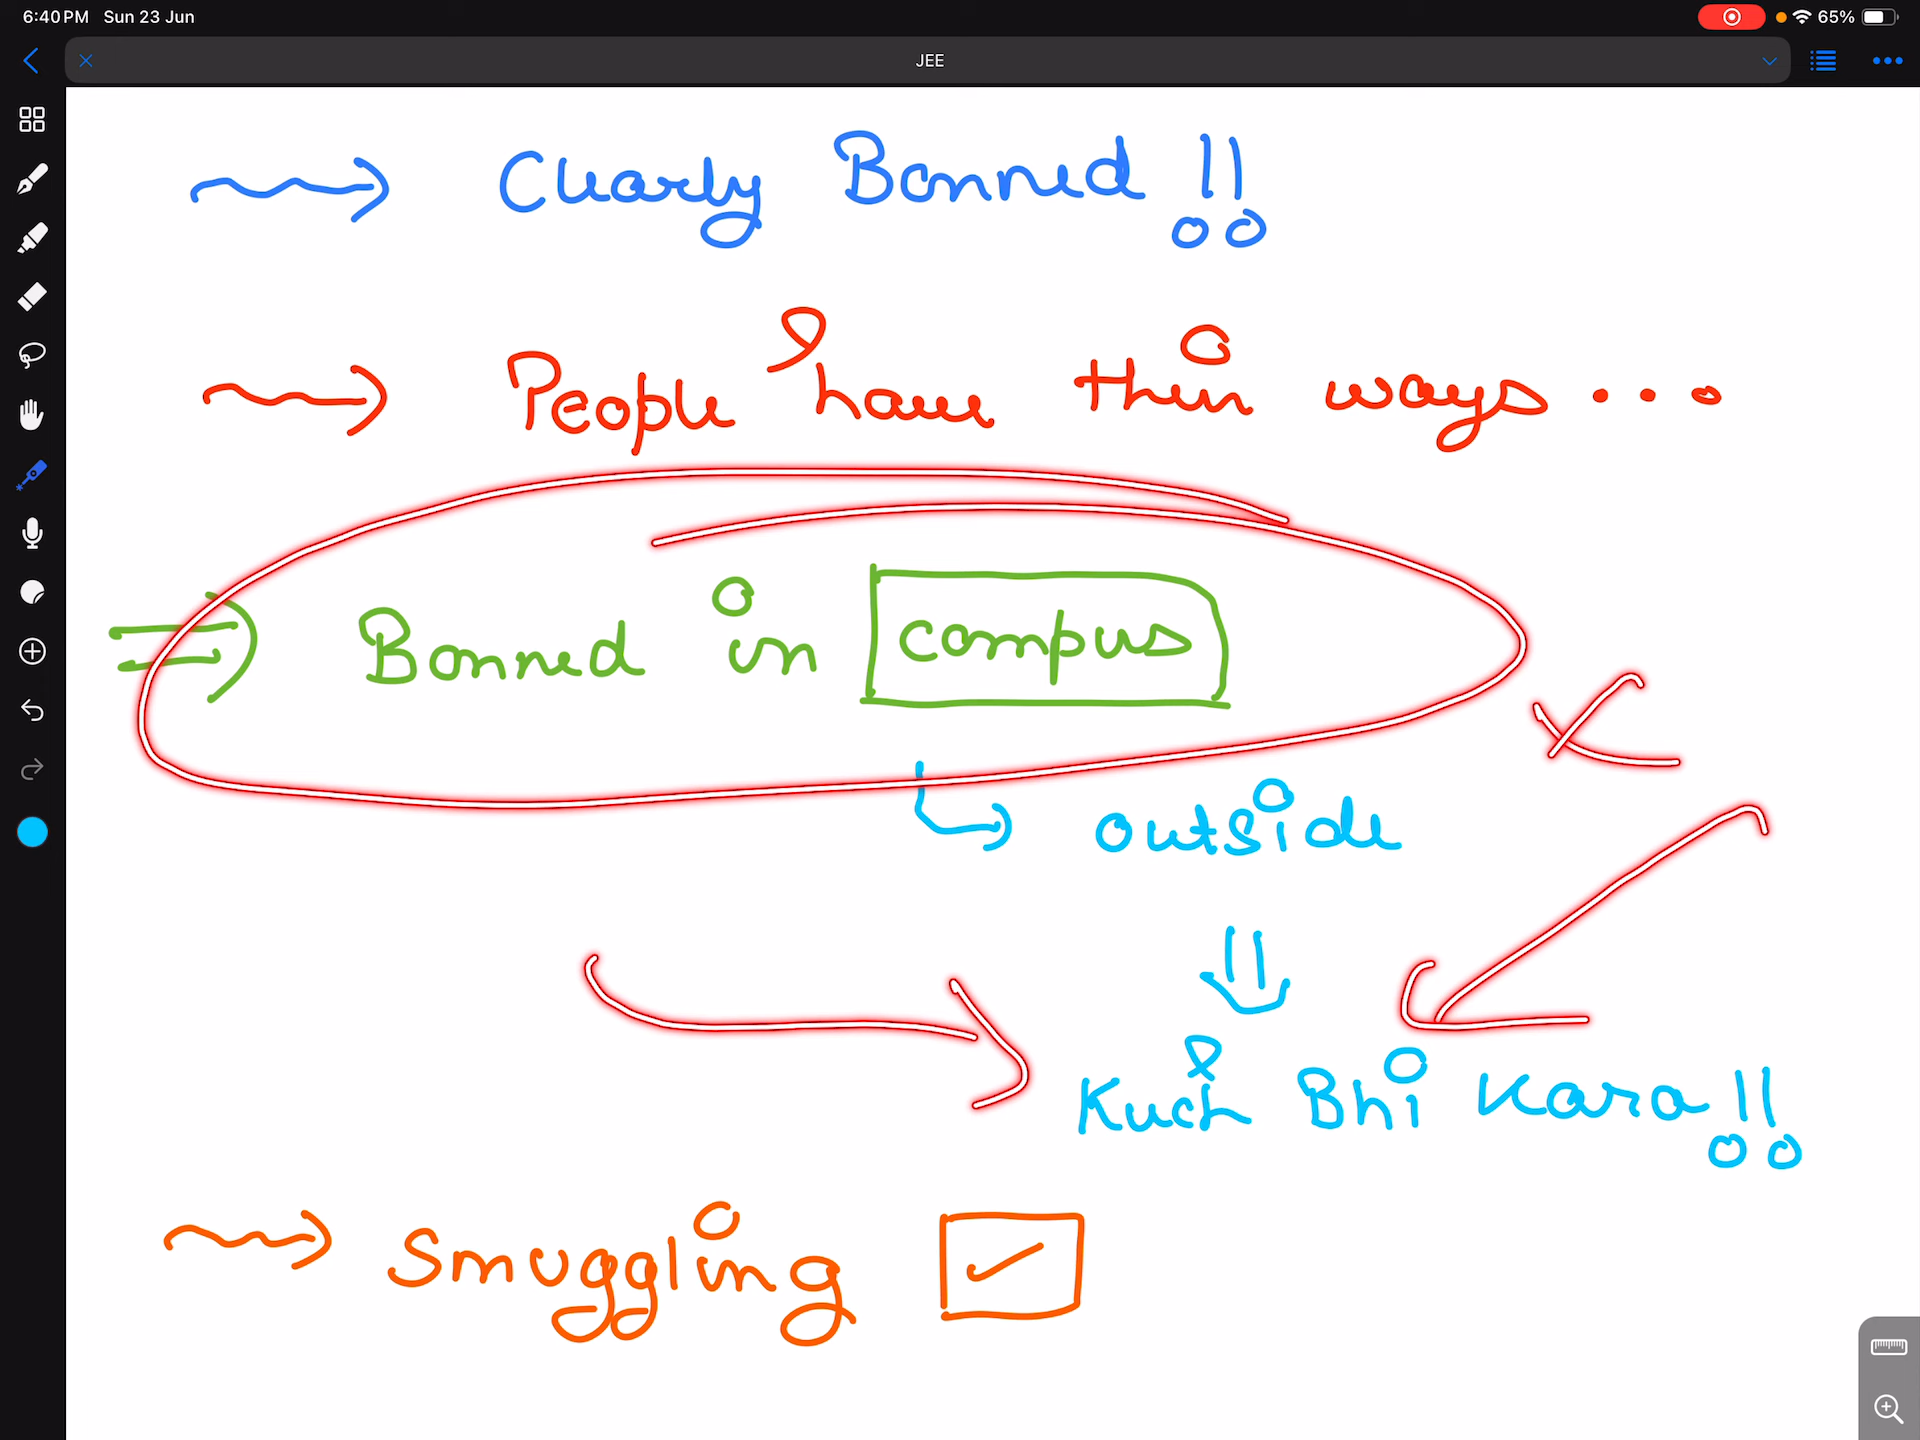 6:40 PM Sun 23 Jun
65%
JEE
Clearly Banned !!
People have their ways...
Banned in campus
outside
Kuch Bhi Karo !!
Smuggling